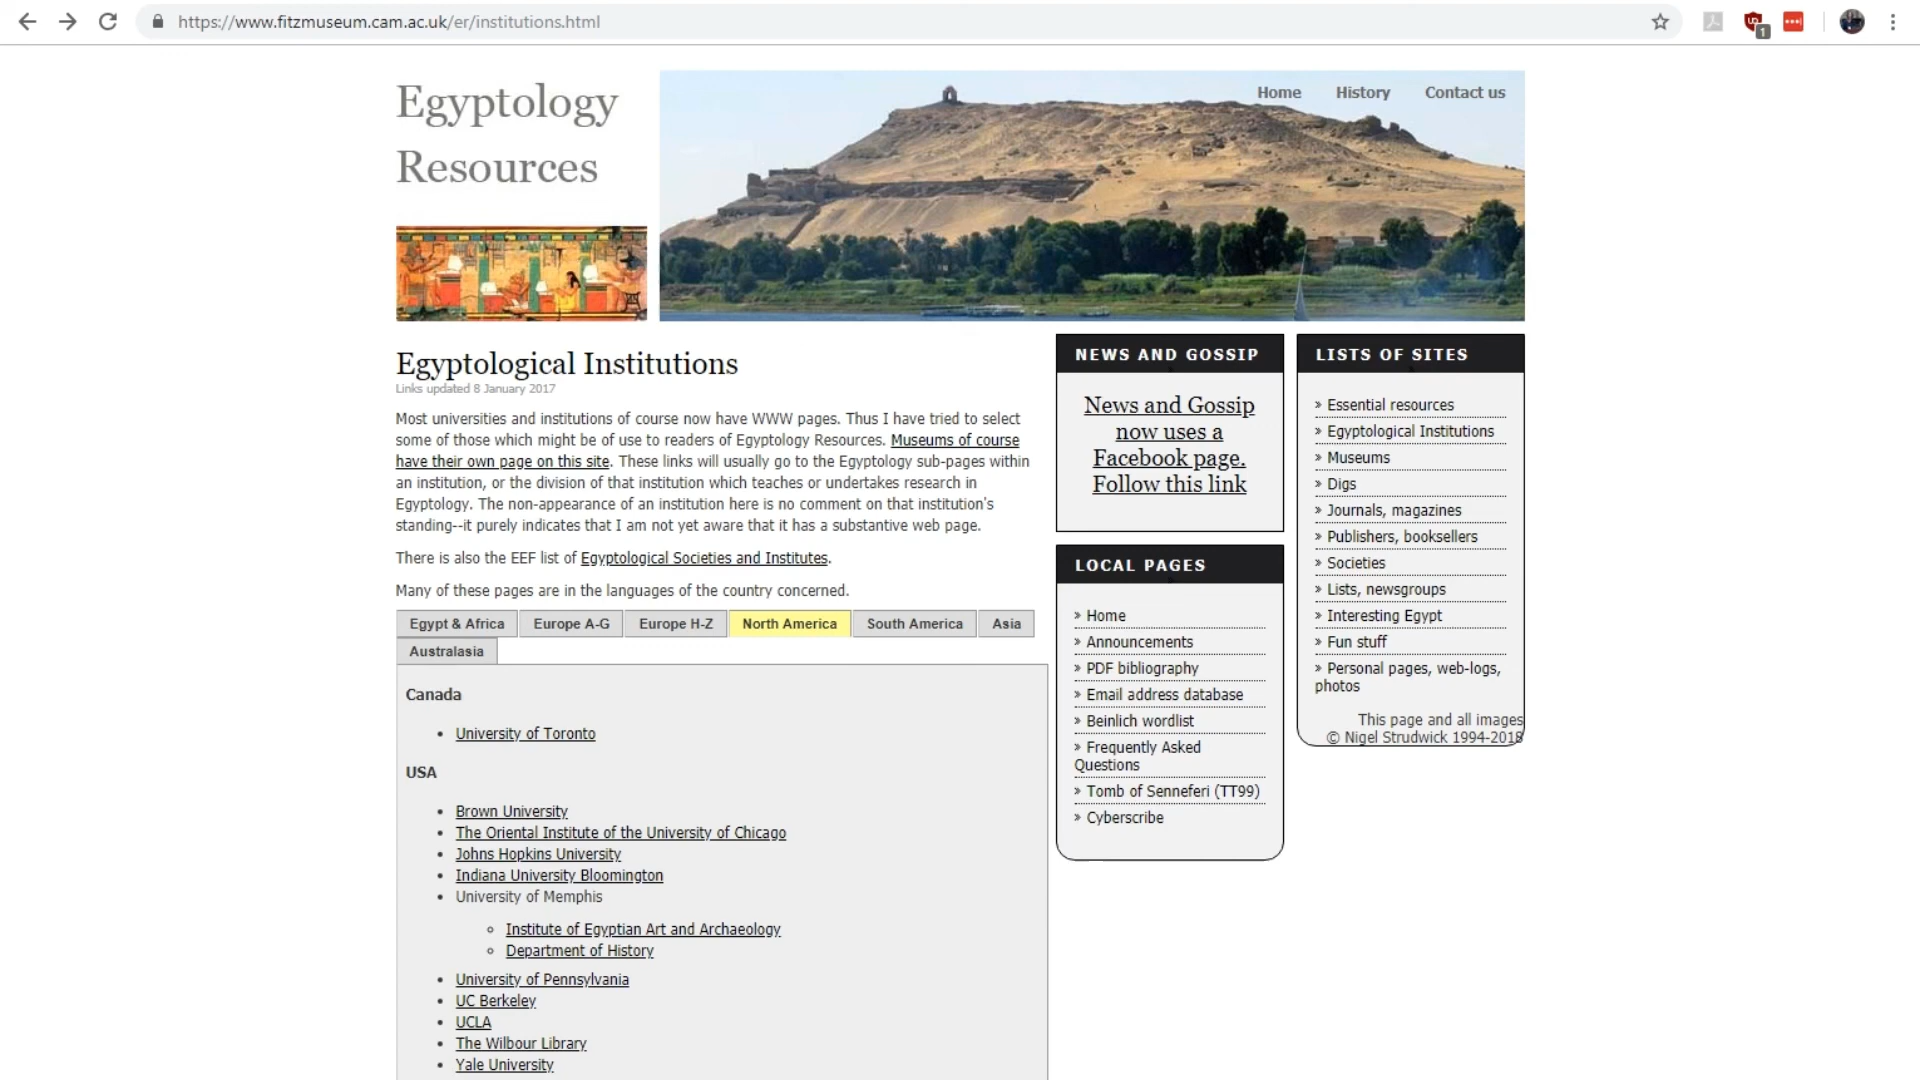 https://www.fitzmuseum.cam.ac.uk/er/institutions.html
1
Egyptology
Resources
Home
History
Contact us
Egyptological Institutions
Links updated 8 January 2017
Most universities and institutions of course now have WWW pages. Thus I have tried to select
some of those which might be of use to readers of Egyptology Resources. Museums of course
have their own page on this site. These links will usually go to the Egyptology sub-pages within
an institution, or the division of that institution which teaches or undertakes research in
Egyptology. The non-appearance of an institution here is no comment on that institution's
standing--it purely indicates that I am not yet aware that it has a substantive web page.
There is also the EEF list of Egyptological Societies and Institutes.
Many of these pages are in the languages of the country concerned.
Egypt & Africa
Europe A-G
Europe H-Z
North America
South America
Asia
Australasia
Canada
• University of Toronto
USA
• Brown University
• The Oriental Institute of the University of Chicago
• Johns Hopkins University
• Indiana University Bloomington
• University of Memphis
◦ Institute of Egyptian Art and Archaeology
◦ Department of History
• University of Pennsylvania
• UC Berkeley
• UCLA
• The Wilbour Library
• Yale University
NEWS AND GOSSIP
News and Gossip
now uses a
Facebook page.
Follow this link
LOCAL PAGES
» Home
» Announcements
» PDF bibliography
» Email address database
» Beinlich wordlist
» Frequently Asked
Questions
» Tomb of Senneferi (TT99)
» Cyberscribe
LISTS OF SITES
» Essential resources
» Egyptological Institutions
» Museums
» Digs
» Journals, magazines
» Publishers, booksellers
» Societies
» Lists, newsgroups
» Interesting Egypt
» Fun stuff
» Personal pages, web-logs,
photos
This page and all images
© Nigel Strudwick 1994-2018